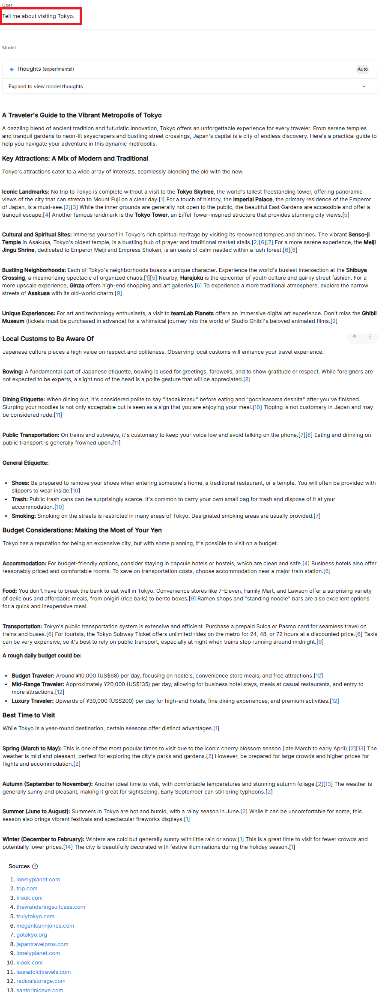 User
Tell me about visiting Tokyo.
Model
Thoughts (experimental)
Auto
Expand to view model thoughts
A Traveler's Guide to the Vibrant Metropolis of Tokyo
A dazzling blend of ancient tradition and futuristic innovation, Tokyo offers an unforgettable experience for every traveler. From serene temples
and tranquil gardens to neon-lit skyscrapers and bustling street crossings, Japan's capital is a city of endless discovery. Here's a practical guide to
help you navigate your adventure in this dynamic metropolis.
Key Attractions: A Mix of Modern and Traditional
Tokyo's attractions cater to a wide array of interests, seamlessly blending the old with the new.
Iconic Landmarks: No trip to Tokyo is complete without a visit to the Tokyo Skytree, the world's tallest freestanding tower, offering panoramic
views of the city that can stretch to Mount Fuji on a clear day.[1] For a touch of history, the Imperial Palace, the primary residence of the Emperor
of Japan, is a must-see.[2][3] While the inner grounds are generally not open to the public, the beautiful East Gardens are accessible and offer a
tranquil escape.[4] Another famous landmark is the Tokyo Tower, an Eiffel Tower-inspired structure that provides stunning city views.[5]
Cultural and Spiritual Sites: Immerse yourself in Tokyo's rich spiritual heritage by visiting its renowned temples and shrines. The vibrant Senso-ji
Temple in Asakusa, Tokyo's oldest temple, is a bustling hub of prayer and traditional market stalls.[2][6][7] For a more serene experience, the Meiji
Jingu Shrine, dedicated to Emperor Meiji and Empress Shoken, is an oasis of calm nestled within a lush forest.[6][8]
Bustling Neighborhoods: Each of Tokyo's neighborhoods boasts a unique character. Experience the world's busiest intersection at the Shibuya
Crossing, a mesmerizing spectacle of organized chaos.[1][5] Nearby, Harajuku is the epicenter of youth culture and quirky street fashion. For a
more upscale experience, Ginza offers high-end shopping and art galleries.[6] To experience a more traditional atmosphere, explore the narrow
streets of Asakusa with its old-world charm.[9]
Unique Experiences: For art and technology enthusiasts, a visit to teamLab Planets offers an immersive digital art experience. Don't miss the Ghibli
Museum (tickets must be purchased in advance) for a whimsical journey into the world of Studio Ghibli's beloved animated films.[2]
Local Customs to Be Aware Of
Japanese culture places a high value on respect and politeness. Observing local customs will enhance your travel experience.
Bowing: A fundamental part of Japanese etiquette, bowing is used for greetings, farewells, and to show gratitude or respect. While foreigners are
not expected to be experts, a slight nod of the head is a polite gesture that will be appreciated.[8]
Dining Etiquette: When dining out, it's considered polite to say "itadakimasu" before eating and "gochisosama deshita" after you've finished.
Slurping your noodles is not only acceptable but is seen as a sign that you are enjoying your meal.[10] Tipping is not customary in Japan and may
be considered rude.[11]
Public Transportation: On trains and subways, it's customary to keep your voice low and avoid talking on the phone.[7][8] Eating and drinking on
public transport is generally frowned upon.[11]
General Etiquette:
• Shoes: Be prepared to remove your shoes when entering someone's home, a traditional restaurant, or a temple. You will often be provided with
slippers to wear inside.[10]
• Trash: Public trash cans can be surprisingly scarce. It's common to carry your own small bag for trash and dispose of it at your
accommodation.[10]
• Smoking: Smoking on the streets is restricted in many areas of Tokyo. Designated smoking areas are usually provided.[7]
Budget Considerations: Making the Most of Your Yen
Tokyo has a reputation for being an expensive city, but with some planning, it's possible to visit on a budget.
Accommodation: For budget-friendly options, consider staying in capsule hotels or hostels, which are clean and safe.[4] Business hotels also offer
reasonably priced and comfortable rooms. To save on transportation costs, choose accommodation near a major train station.[6]
Food: You don't have to break the bank to eat well in Tokyo. Convenience stores like 7-Eleven, Family Mart, and Lawson offer a surprising variety
of delicious and affordable meals, from onigiri (rice balls) to bento boxes.[9] Ramen shops and "standing noodle" bars are also excellent options
for a quick and inexpensive meal.
Transportation: Tokyo's public transportation system is extensive and efficient. Purchase a prepaid Suica or Pasmo card for seamless travel on
trains and buses.[6] For tourists, the Tokyo Subway Ticket offers unlimited rides on the metro for 24, 48, or 72 hours at a discounted price.[6] Taxis
can be very expensive, so it's best to rely on public transport, especially at night when trains stop running around midnight.[9]
A rough daily budget could be:
• Budget Traveler: Around ¥10,000 (US$68) per day, focusing on hostels, convenience store meals, and free attractions.[12]
• Mid-Range Traveler: Approximately ¥20,000 (US$135) per day, allowing for business hotel stays, meals at casual restaurants, and entry to
more attractions.[12]
• Luxury Traveler: Upwards of ¥30,000 (US$200) per day for high-end hotels, fine dining experiences, and premium activities.[12]
Best Time to Visit
While Tokyo is a year-round destination, certain seasons offer distinct advantages.[1]
Spring (March to May): This is one of the most popular times to visit due to the iconic cherry blossom season (late March to early April).[2][13] The
weather is mild and pleasant, perfect for exploring the city's parks and gardens.[2] However, be prepared for large crowds and higher prices for
flights and accommodation.[2]
Autumn (September to November): Another ideal time to visit, with comfortable temperatures and stunning autumn foliage.[2][13] The weather is
generally sunny and pleasant, making it great for sightseeing. Early September can still bring typhoons.[2]
Summer (June to August): Summers in Tokyo are hot and humid, with a rainy season in June.[2] While it can be uncomfortable for some, this
season also brings vibrant festivals and spectacular fireworks displays.[1]
Winter (December to February): Winters are cold but generally sunny with little rain or snow.[1] This is a great time to visit for fewer crowds and
potentially lower prices.[14] The city is beautifully decorated with festive illuminations during the holiday season.[1]
Sources
1. lonelyplanet.com
2. trip.com
3. klook.com
4. thewanderingsuitcase.com
5. trulytokyo.com
6. meganleannjones.com
7. gotokyo.org
8. japantravelpros.com
9. lonelyplanet.com
10. klook.com
11. lauradolcitravels.com
12. radicalstorage.com
13. santorinidave.com